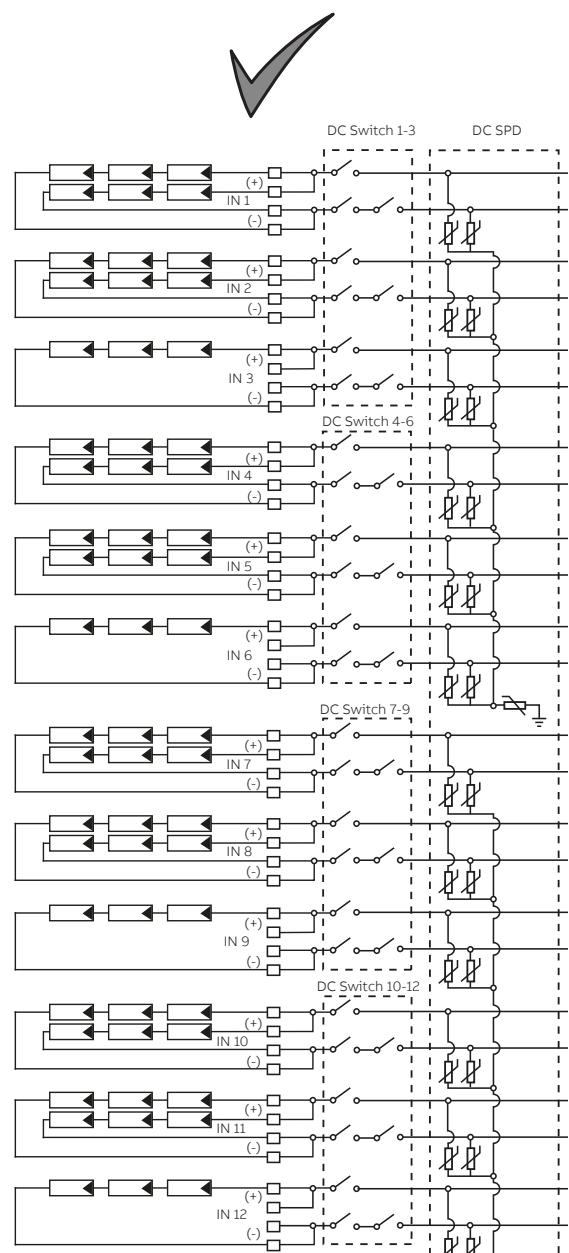 DC Switch 1-3
DC SPD
(+)
IN 1
(-)
(+)
IN 2
(-)
(+)
IN 3
(-)
DC Switch 4-6
(+)
IN 4
(-)
(+)
IN 5
(-)
(+)
IN 6
(-)
DC Switch 7-9
(+)
IN 7
(-)
(+)
IN 8
(-)
(+)
IN 9
(-)
DC Switch 10-12
(+)
IN 10
(-)
(+)
IN 11
(-)
(+)
IN 12
(-)